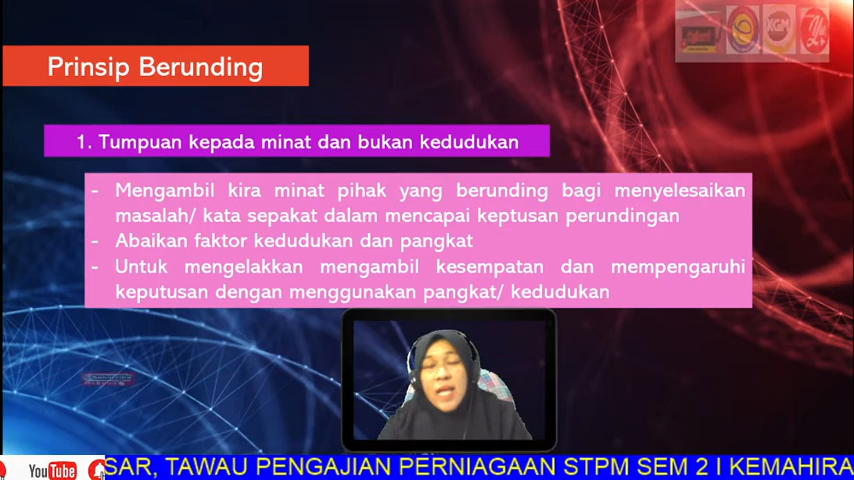 Prinsip Berunding
1. Tumpuan kepada minat dan bukan kedudukan
- Mengambil kira minat pihak yang berunding bagi menyelesaikan
masalah/ kata sepakat dalam mencapai keptusan perundingan
- Abaikan faktor kedudukan dan pangkat
- Untuk mengelakkan mengambil kesempatan dan mempengaruhi
keputusan dengan menggunakan pangkat/ kedudukan
YouTube
SAR, TAWAU PENGAJIAN PERNIAGAAN STPM SEM 2 I KEMAHIRA